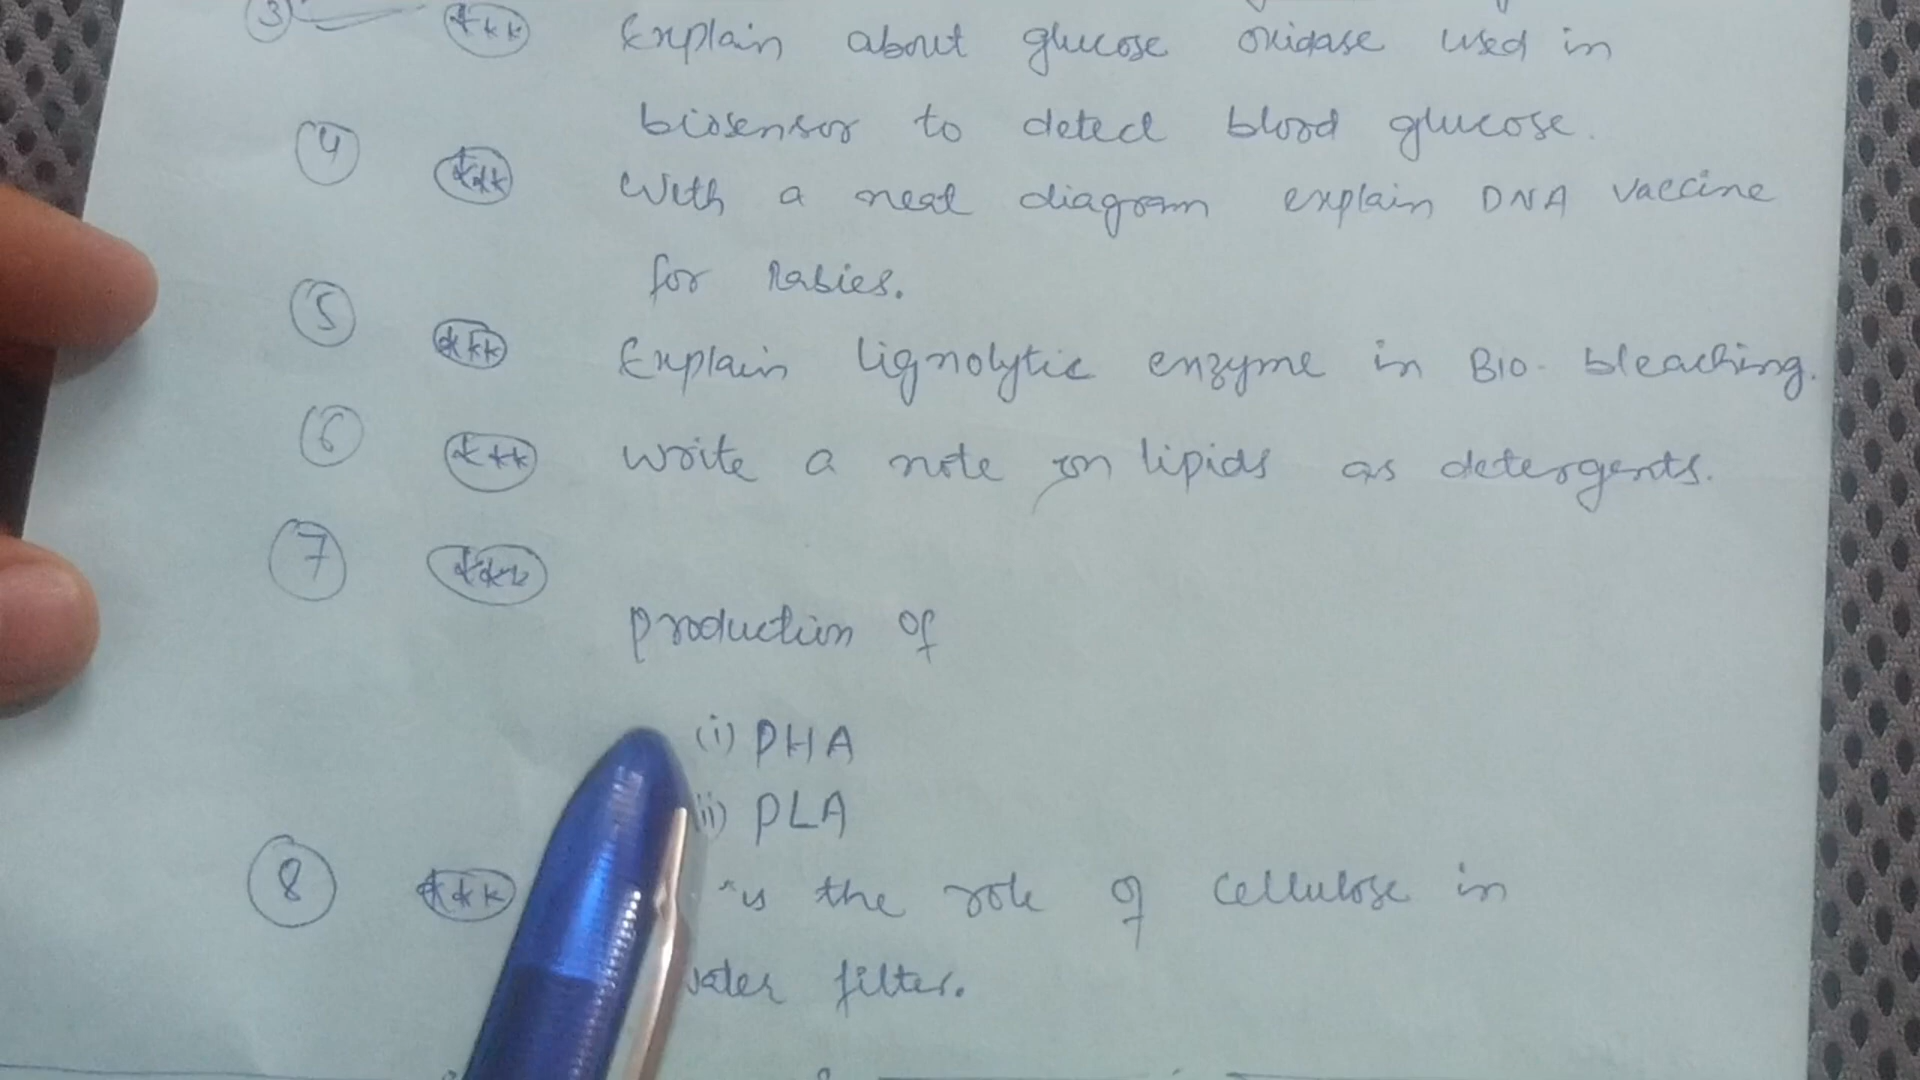 3 *** Explain about glucose oxidase used in
biosensor to detect blood glucose.
4 *** With a neat diagram explain DNA vaccine
for Rabies.
5 *** Explain lignolytic enzyme in Bio-bleaching.
6 *** Write a note on lipids as detergents.
7 ***
production of
(i) PHA
ii) PLA
8 *** is the role of cellulose in
water filter.